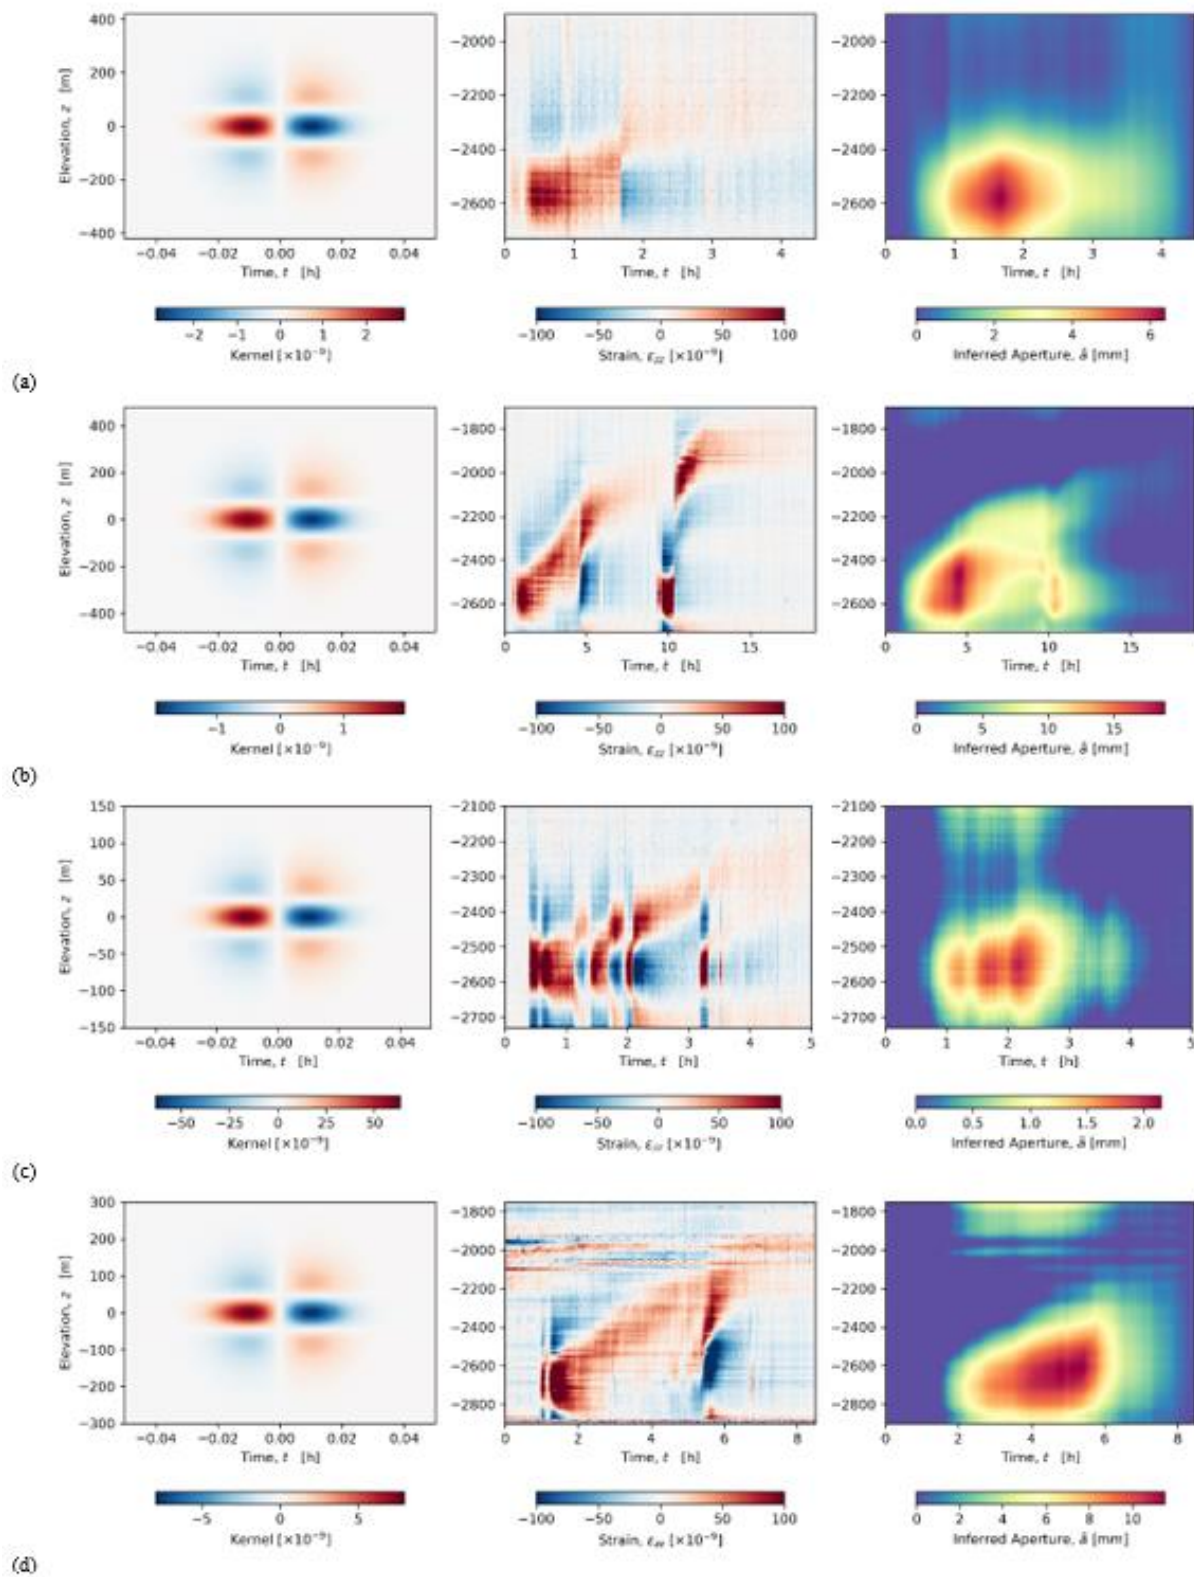 400
200
0
−200
−400
Elevation, z [m]
−0.04 −0.02 0.00 0.02 0.04
Time, t [h]
−2 −1 0 1 2
Kernel [×10⁻⁹]
−2000
−2200
−2400
−2600
0 1 2 3 4
Time, t [h]
−100 −50 0 50 100
Strain, εzz [×10⁻⁹]
−2000
−2200
−2400
−2600
0 1 2 3 4
Time, t [h]
0 2 4 6
Inferred Aperture, â [mm]
(a)
400
200
0
−200
−400
Elevation, z [m]
−0.04 −0.02 0.00 0.02 0.04
Time, t [h]
−1 0 1
Kernel [×10⁻⁹]
−1800
−2000
−2200
−2400
−2600
0 5 10 15
Time, t [h]
−100 −50 0 50 100
Strain, εzz [×10⁻⁹]
−1800
−2000
−2200
−2400
−2600
0 5 10 15
Time, t [h]
0 5 10 15
Inferred Aperture, â [mm]
(b)
150
100
50
0
−50
−100
−150
Elevation, z [m]
−0.04 −0.02 0.00 0.02 0.04
Time, t [h]
−50 −25 0 25 50
Kernel [×10⁻⁹]
−2100
−2200
−2300
−2400
−2500
−2600
−2700
0 1 2 3 4 5
Time, t [h]
−100 −50 0 50 100
Strain, εzz [×10⁻⁹]
−2100
−2200
−2300
−2400
−2500
−2600
−2700
0 1 2 3 4 5
Time, t [h]
0.0 0.5 1.0 1.5 2.0
Inferred Aperture, â [mm]
(c)
300
200
100
0
−100
−200
−300
Elevation, z [m]
−0.04 −0.02 0.00 0.02 0.04
Time, t [h]
−5 0 5
Kernel [×10⁻⁹]
−1800
−2000
−2200
−2400
−2600
−2800
0 2 4 6 8
Time, t [h]
−100 −50 0 50 100
Strain, εzz [×10⁻⁹]
−1800
−2000
−2200
−2400
−2600
−2800
0 2 4 6 8
Time, t [h]
0 2 4 6 8 10
Inferred Aperture, â [mm]
(d)